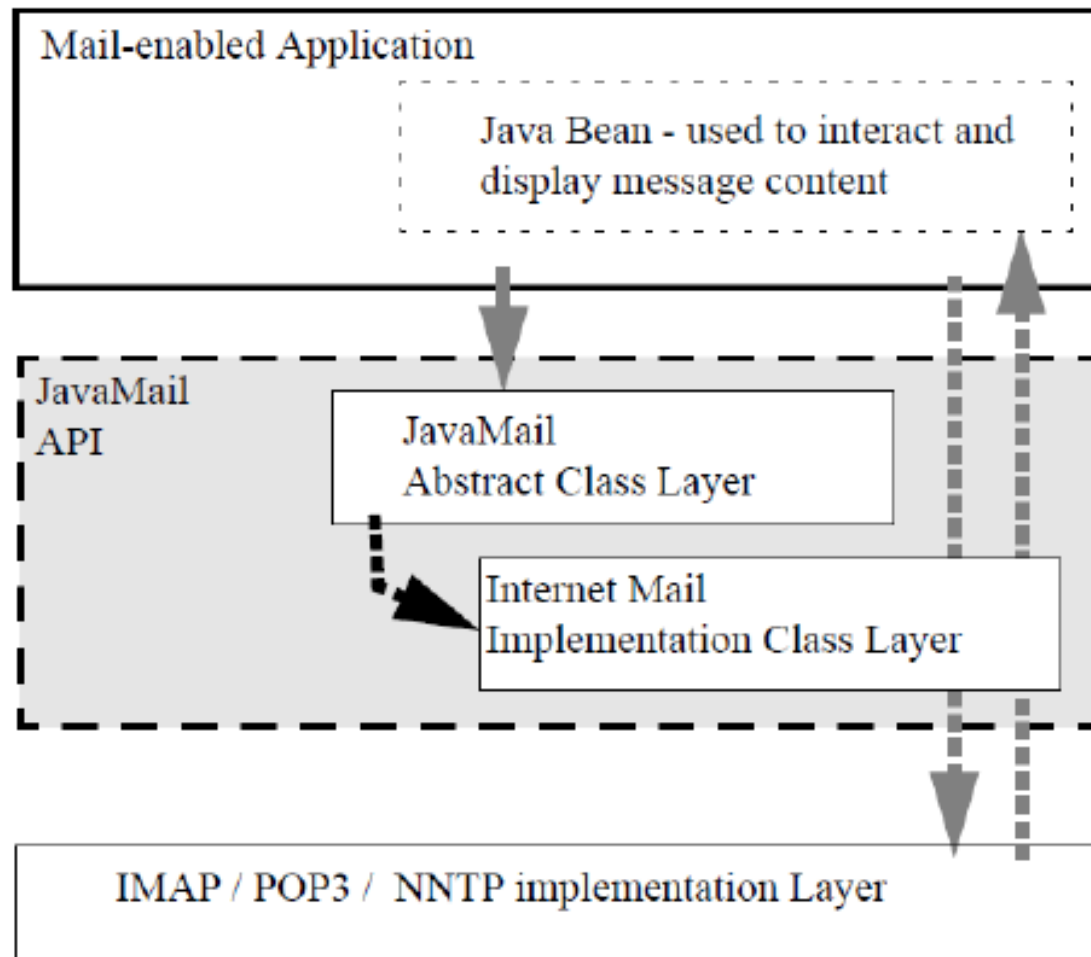 Mail-enabled Application
Java Bean - used to interact and
display message content
JavaMail
API
JavaMail
Abstract Class Layer
Internet Mail
Implementation Class Layer
IMAP / POP3 / NNTP implementation Layer